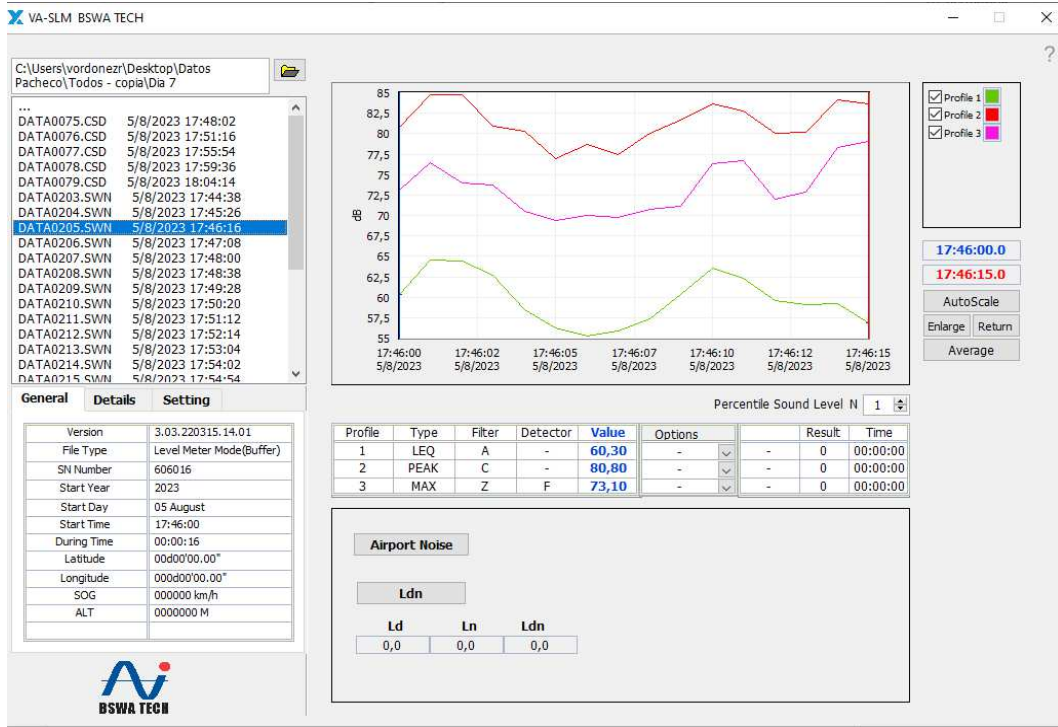 VA-SLM BSWA TECH
?
C:\Users\vordonezr\Desktop\Datos
Pacheco\Todos - copia\Dia 7
...
DATA0075.CSD 5/8/2023 17:48:02
DATA0076.CSD 5/8/2023 17:51:16
DATA0077.CSD 5/8/2023 17:55:54
DATA0078.CSD 5/8/2023 17:59:36
DATA0079.CSD 5/8/2023 18:04:14
DATA0203.SWN 5/8/2023 17:44:38
DATA0204.SWN 5/8/2023 17:45:26
DATA0205.SWN 5/8/2023 17:46:16
DATA0206.SWN 5/8/2023 17:47:08
DATA0207.SWN 5/8/2023 17:48:00
DATA0208.SWN 5/8/2023 17:48:38
DATA0209.SWN 5/8/2023 17:49:28
DATA0210.SWN 5/8/2023 17:50:20
DATA0211.SWN 5/8/2023 17:51:12
DATA0212.SWN 5/8/2023 17:52:14
DATA0213.SWN 5/8/2023 17:53:04
DATA0214.SWN 5/8/2023 17:54:02
DATA0215.SWN 5/8/2023 17:54:54
General Details Setting
Version 3.03.220315.14.01
File Type Level Meter Mode(Buffer)
SN Number 606016
Start Year 2023
Start Day 05 August
Start Time 17:46:00
During Time 00:00:16
Latitude 00d00'00.00"
Longitude 000d00'00.00"
SOG 000000 km/h
ALT 0000000 M
BSWA TECH
dB
85
82,5
80
77,5
75
72,5
70
67,5
65
62,5
60
57,5
55
17:46:00 17:46:02 17:46:05 17:46:07 17:46:10 17:46:12 17:46:15
5/8/2023 5/8/2023 5/8/2023 5/8/2023 5/8/2023 5/8/2023 5/8/2023
Profile 1
Profile 2
Profile 3
17:46:00.0
17:46:15.0
AutoScale
Enlarge Return
Average
Percentile Sound Level N 1
Profile Type Filter Detector Value Options Result Time
1 LEQ A - 60,30 - - 0 00:00:00
2 PEAK C - 80,80 - - 0 00:00:00
3 MAX Z F 73,10 - - 0 00:00:00
Airport Noise
Ldn
Ld Ln Ldn
0,0 0,0 0,0